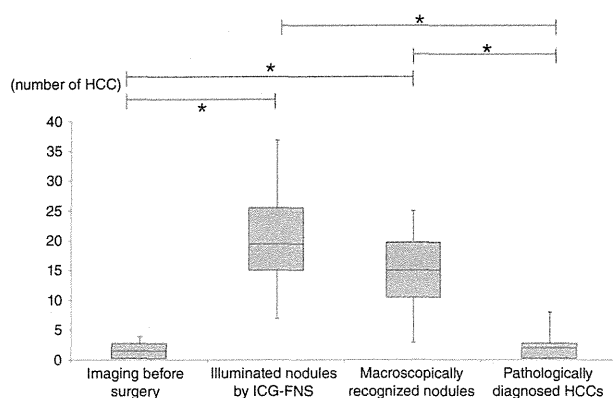 *
*
*
(number of HCC)
*
40
35
30
25
20
15
10
5
0
Imaging before
surgery
Illuminated nodules
by ICG-FNS
Macroscopically
recognized nodules
Pathologically
diagnosed HCCs